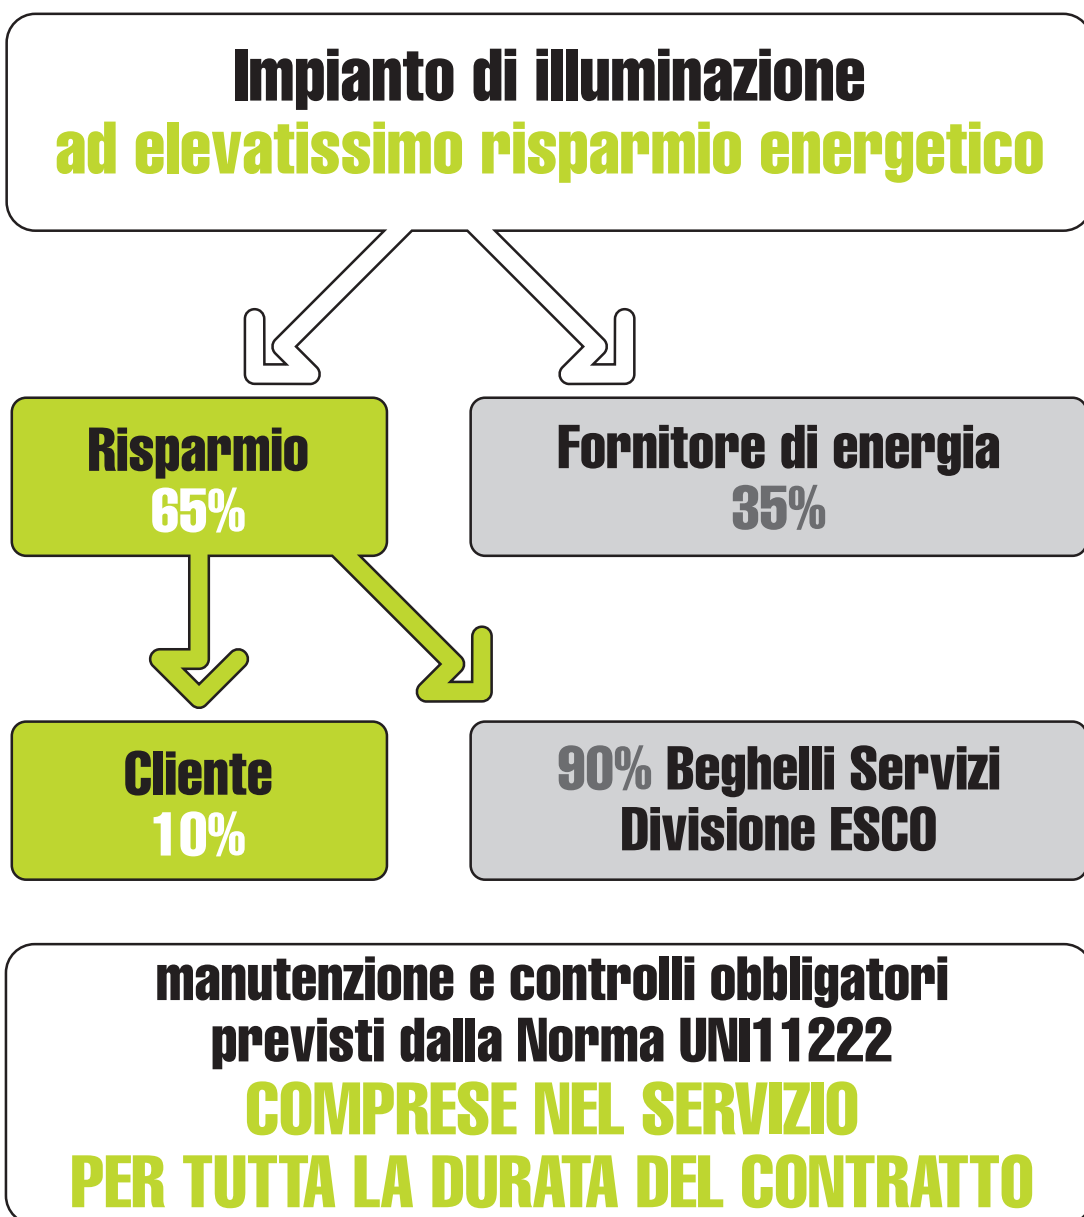 Impianto di illuminazione
ad elevatissimo risparmio energetico
Risparmio
65%
Fornitore di energia
35%
Cliente
10%
90% Beghelli Servizi
Divisione ESCO
manutenzione e controlli obbligatori
previsti dalla Norma UNI11222
COMPRESE NEL SERVIZIO
PER TUTTA LA DURATA DEL CONTRATTO